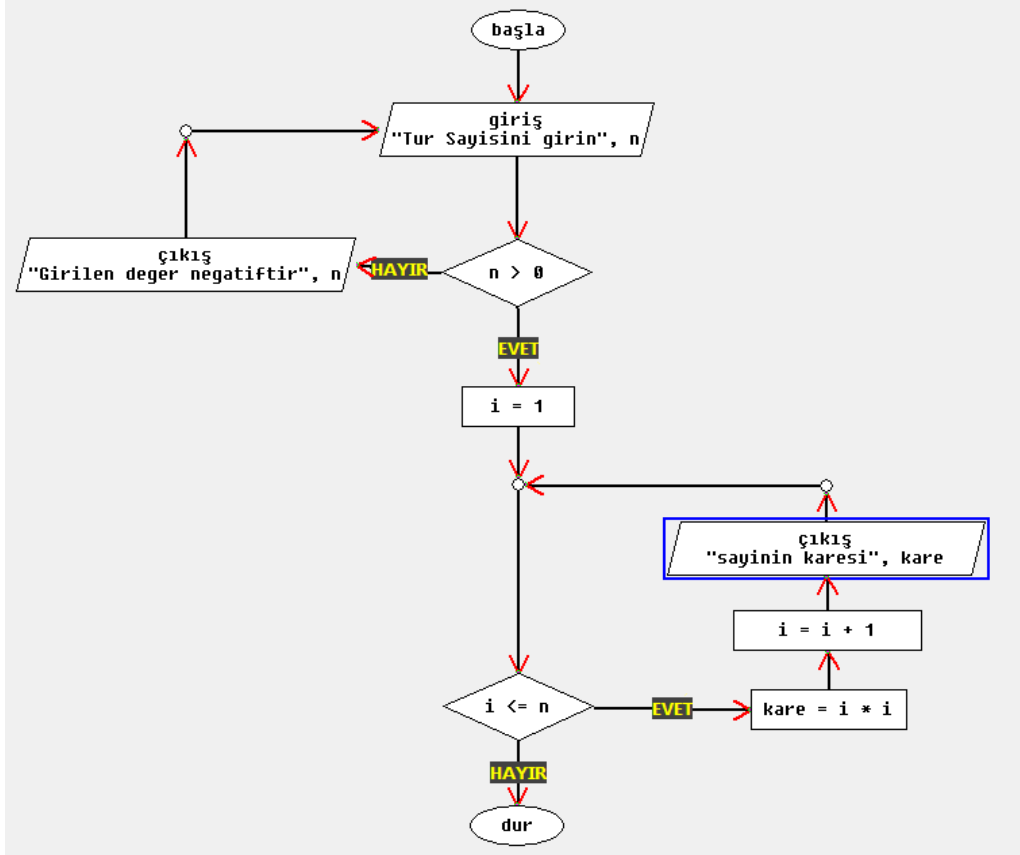 başla
giriş
"Tur Sayisini girin", n
çıkış
"Girilen deger negatiftir", n
HAYIR
n > 0
EVET
i = 1
çıkış
"sayinin karesi", kare
i = i + 1
i <= n
EVET
kare = i * i
HAYIR
dur